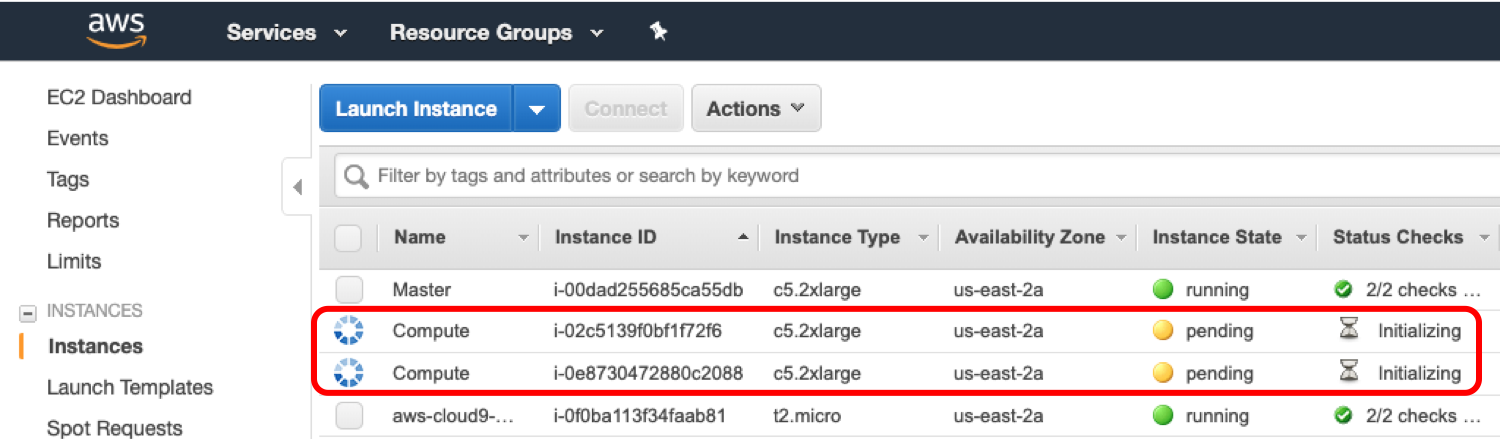 aws Services Resource Groups
EC2 Dashboard
Events
Tags
Reports
Limits
INSTANCES
Instances
Launch Templates
Spot Requests
Launch Instance Connect Actions
Filter by tags and attributes or search by keyword
Name Instance ID Instance Type Availability Zone Instance State Status Checks
Master i-00dad255685ca55db c5.2xlarge us-east-2a running 2/2 checks ...
Compute i-02c5139f0bf1f72f6 c5.2xlarge us-east-2a pending Initializing
Compute i-0e8730472880c2088 c5.2xlarge us-east-2a pending Initializing
aws-cloud9-... i-0f0ba113f34faab81 t2.micro us-east-2a running 2/2 checks ...